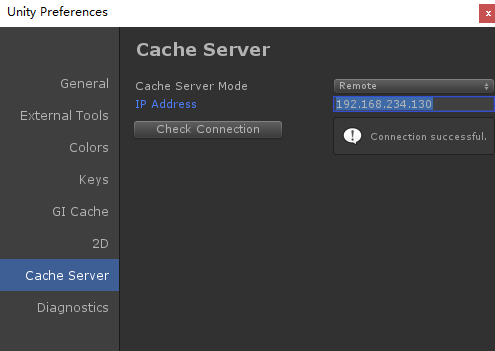 Unity Preferences
x
Cache Server
General
External Tools
Colors
Keys
GI Cache
2D
Cache Server
Diagnostics
Cache Server Mode
Remote
IP Address
192.168.234.130
Check Connection
Connection successful.